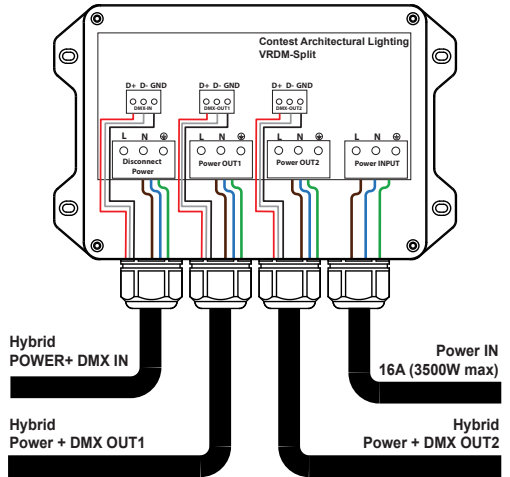 Contest Architectural Lighting
VRDM-Split
D+ D- GND
DMX-IN
D+ D- GND
DMX-OUT1
D+ D- GND
DMX-OUT2
L N
Disconnect
Power
L N
Power OUT1
L N
Power OUT2
L N
Power INPUT
Hybrid
POWER+ DMX IN
Power IN
16A (3500W max)
Hybrid
Power + DMX OUT1
Hybrid
Power + DMX OUT2